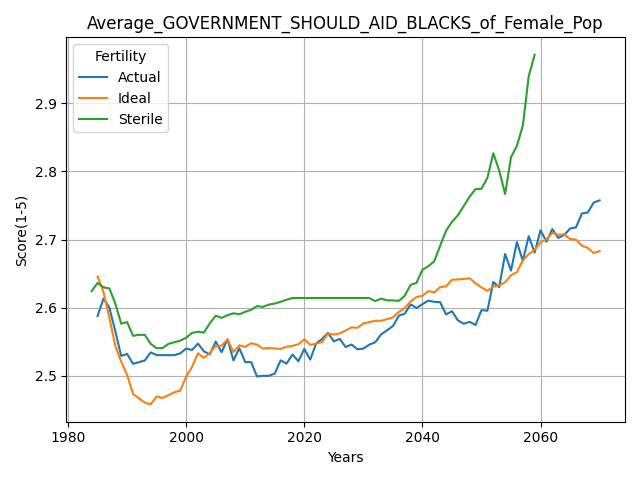 Average_GOVERNMENT_SHOULD_AID_BLACKS_of_Female_Pop
Fertility
Actual
Ideal
Sterile
Score(1-5)
2.9
2.8
2.7
2.6
2.5
1980 2000 2020 2040 2060
Years